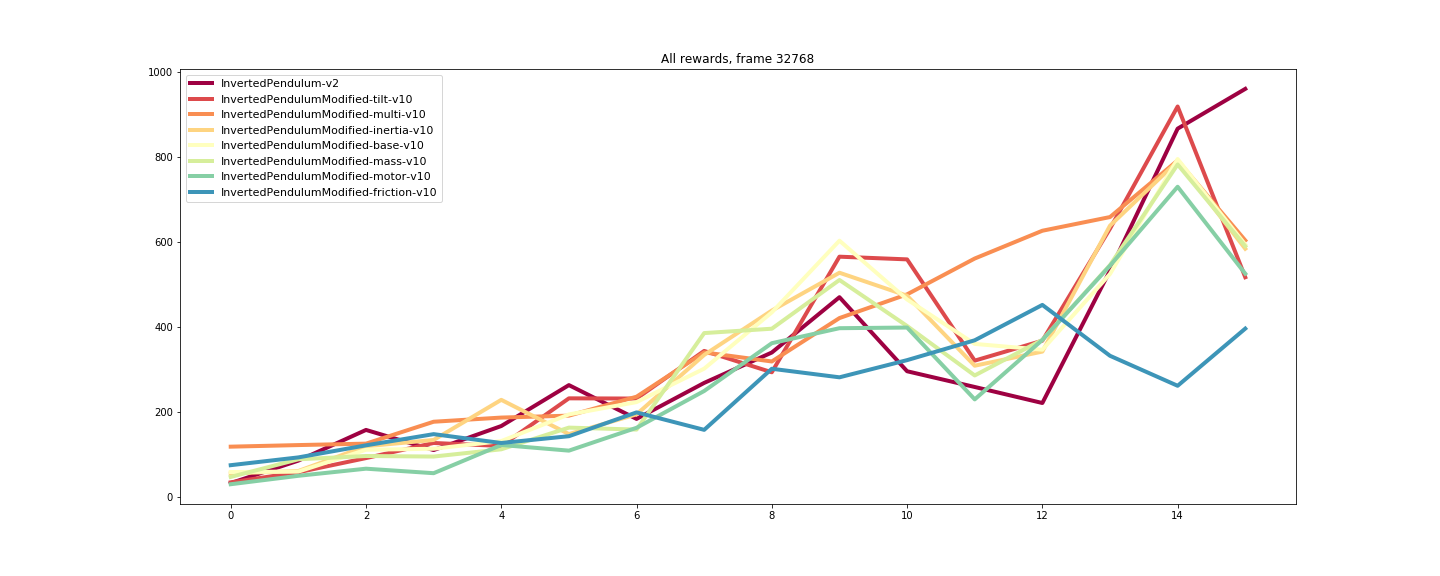 All rewards, frame 32768
1000
800
600
400
200
0
InvertedPendulum-v2
InvertedPendulumModified-tilt-v10
InvertedPendulumModified-multi-v10
InvertedPendulumModified-inertia-v10
InvertedPendulumModified-base-v10
InvertedPendulumModified-mass-v10
InvertedPendulumModified-motor-v10
InvertedPendulumModified-friction-v10
0 2 4 6 8 10 12 14